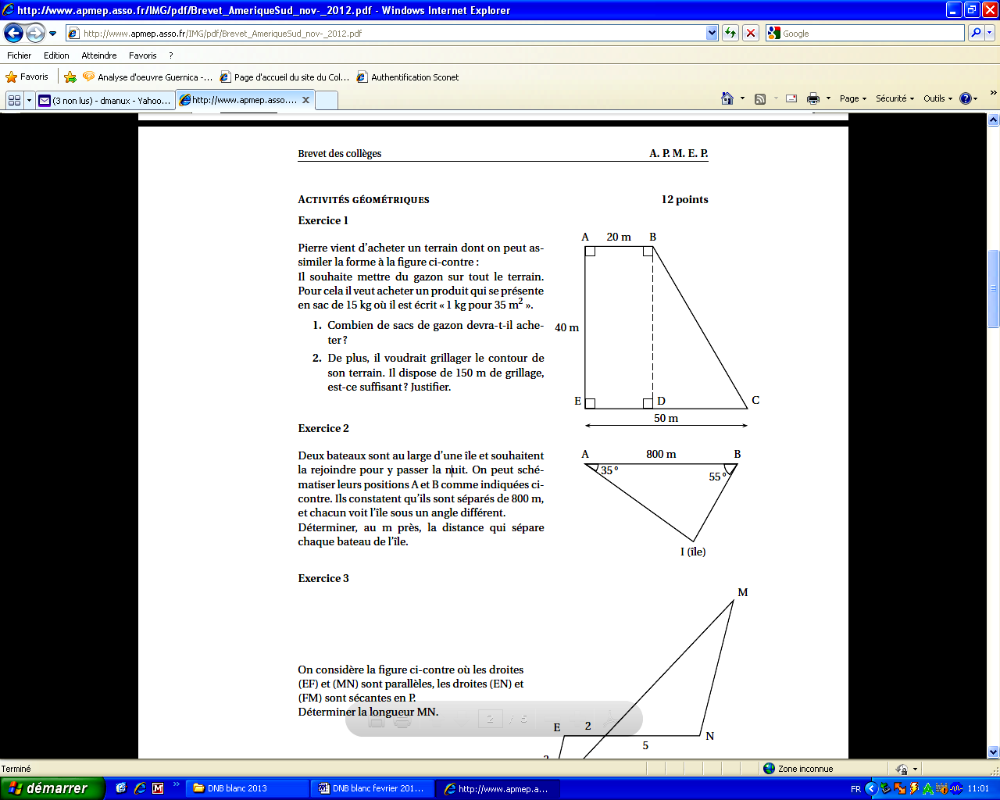 http://www.apmep.asso.fr/IMG/pdf/Brevet_AmeriqueSud_nov-_2012.pdf - Windows Internet Explorer
http://www.apmep.asso.fr/IMG/pdf/Brevet_AmeriqueSud_nov-_2012.pdf
Google
Fichier Edition Atteindre Favoris ?
Favoris Analyse d'oeuvre Guernica -... Page d'accueil du site du Col... Authentification Sconet
(3 non lus) - dmanux - Yahoo... http://www.apmep.asso.... X Page Sécurité Outils ? »
Brevet des collèges A. P. M. E. P.
ACTIVITÉS GÉOMÉTRIQUES 12 points
Exercice 1
A 20 m B
Pierre vient d'acheter un terrain dont on peut as-
similer la forme à la figure ci-contre :
Il souhaite mettre du gazon sur tout le terrain.
Pour cela il veut acheter un produit qui se présente
en sac de 15 kg où il est écrit « 1 kg pour 35 m² ».
1. Combien de sacs de gazon devra-t-il ache-
ter ?
2. De plus, il voudrait grillager le contour de
son terrain. Il dispose de 150 m de grillage,
est-ce suffisant ? Justifier.
40 m
E D C
50 m
Exercice 2
Deux bateaux sont au large d'une île et souhaitent
la rejoindre pour y passer la nuit. On peut sché-
matiser leurs positions A et B comme indiquées ci-
contre. Ils constatent qu'ils sont séparés de 800 m,
et chacun voit l'île sous un angle différent.
Déterminer, au m près, la distance qui sépare
chaque bateau de l'île.
A 800 m B
35° 55°
I (île)
Exercice 3
M
On considère la figure ci-contre où les droites
(EF) et (MN) sont parallèles, les droites (EN) et
(FM) sont sécantes en P.
Déterminer la longueur MN.
2 / 5
E 2 N
5
Terminé Zone inconnue
démarrer » DNB blanc 2013 DNB blanc fevrier 201... http://www.apmep.a... FR 11:01